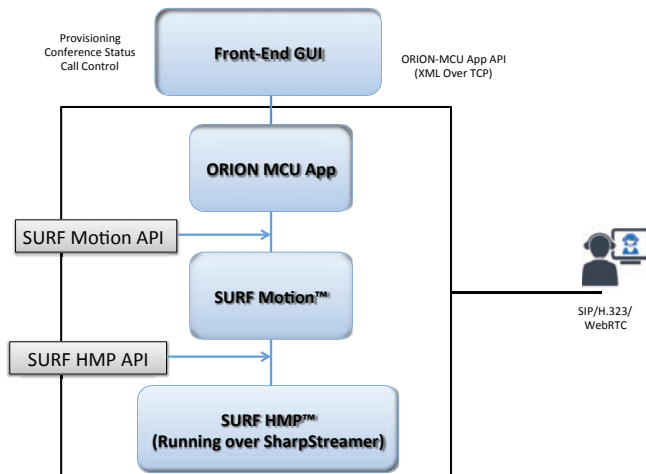 Provisioning
Conference Status
Call Control
Front-End GUI
ORION-MCU App API
(XML Over TCP)
ORION MCU App
SURF Motion API
SURF Motion™
SIP/H.323/
WebRTC
SURF HMP API
SURF HMP™
(Running over SharpStreamer)